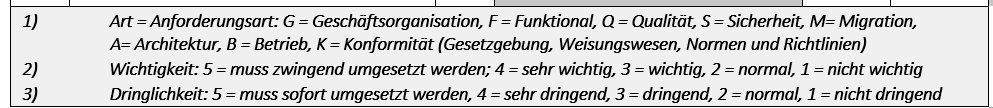 1) Art = Anforderungsart: G = Geschäftsorganisation, F = Funktional, Q = Qualität, S = Sicherheit, M= Migration,
A= Architektur, B = Betrieb, K = Konformität (Gesetzgebung, Weisungswesen, Normen und Richtlinien)
2) Wichtigkeit: 5 = muss zwingend umgesetzt werden; 4 = sehr wichtig, 3 = wichtig, 2 = normal, 1 = nicht wichtig
3) Dringlichkeit: 5 = muss sofort umgesetzt werden, 4 = sehr dringend, 3 = dringend, 2 = normal, 1 = nicht dringend